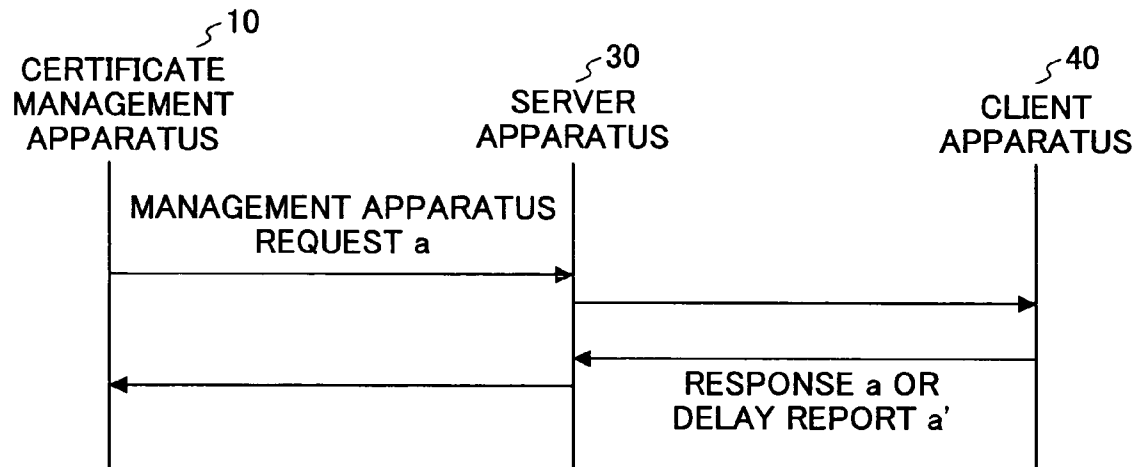 10
CERTIFICATE
MANAGEMENT
APPARATUS
30
SERVER
APPARATUS
40
CLIENT
APPARATUS
MANAGEMENT APPARATUS
REQUEST a
RESPONSE a OR
DELAY REPORT a'